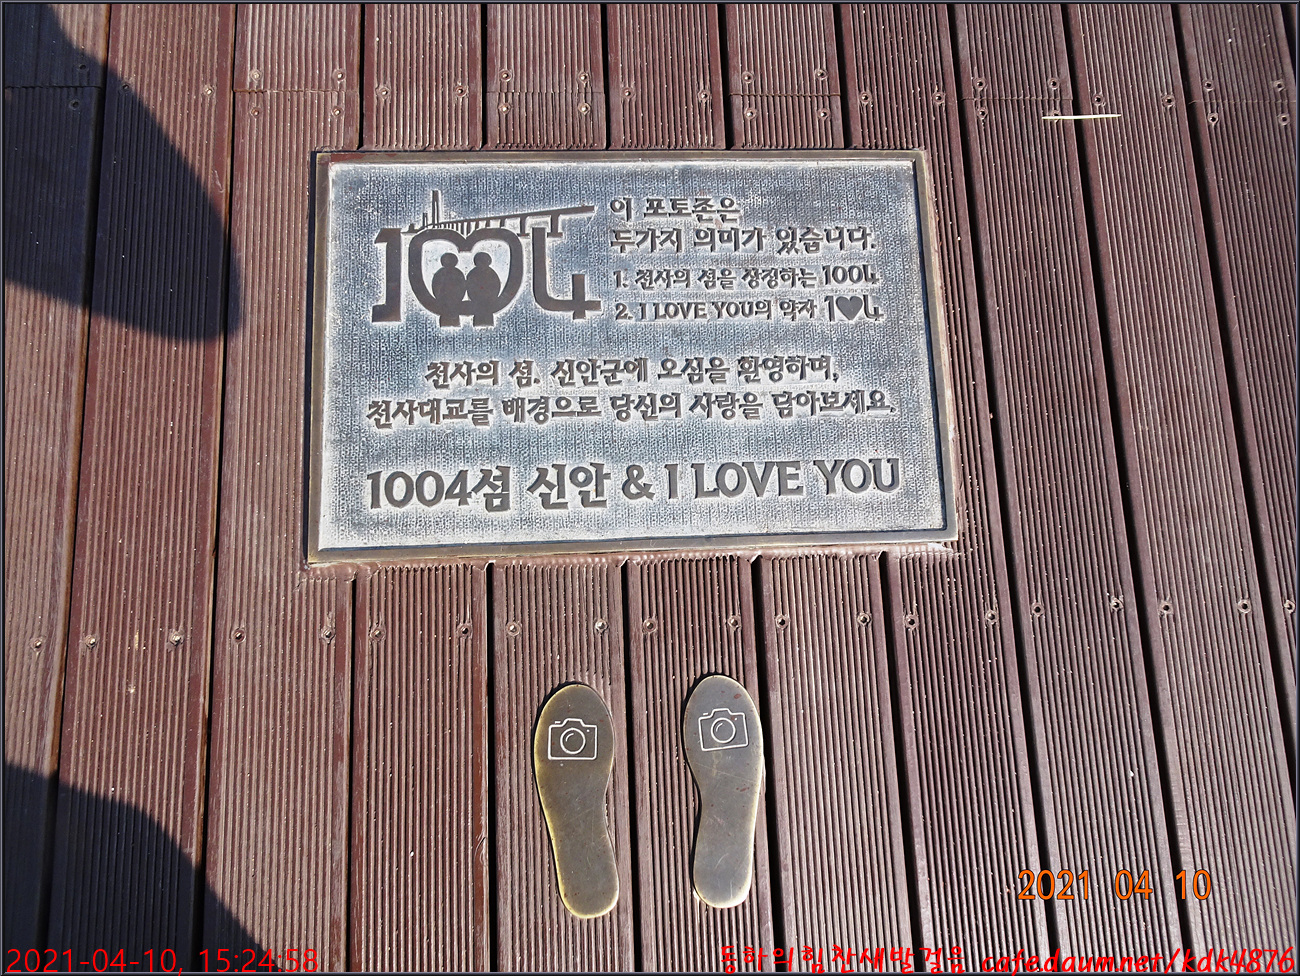 1004
이 포토존은
두가지 의미가 있습니다.
1. 천사의 섬을 상징하는 1004
2. I LOVE YOU의 약자 1♥4
천사의 섬. 신안군에 오심을 환영하며,
천사대교를 배경으로 당신의 사랑을 담아보세요.
1004섬 신안 & I LOVE YOU
2021 04 10
2021-04-10, 15:24:58
동하의힘찬새발걸음 cafe.daum.net/kdk4876